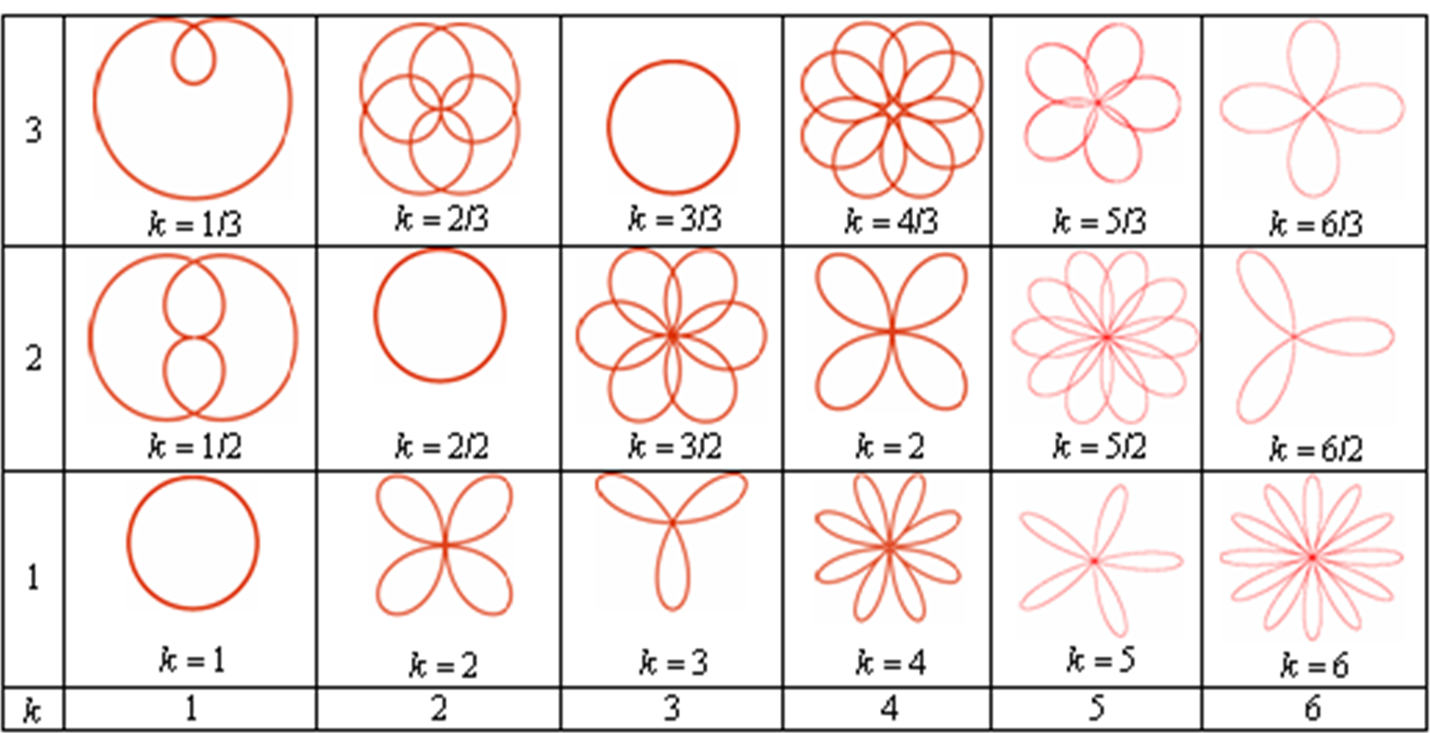 3
k = 1/3
k = 2/3
k = 3/3
k = 4/3
k = 5/3
k = 6/3
2
k = 1/2
k = 2/2
k = 3/2
k = 2
k = 5/2
k = 6/2
1
k = 1
k = 2
k = 3
k = 4
k = 5
k = 6
k 1 2 3 4 5 6